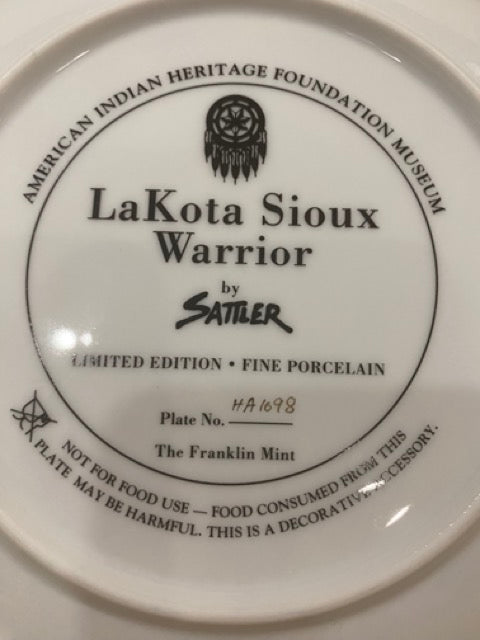 AMERICAN INDIAN HERITAGE FOUNDATION MUSEUM
LaKota Sioux
Warrior
by
SATTLER
LIMITED EDITION • FINE PORCELAIN
Plate No. HA1698
The Franklin Mint
NOT FOR FOOD USE — FOOD CONSUMED FROM THIS
PLATE MAY BE HARMFUL. THIS IS A DECORATIVE ACCESSORY.